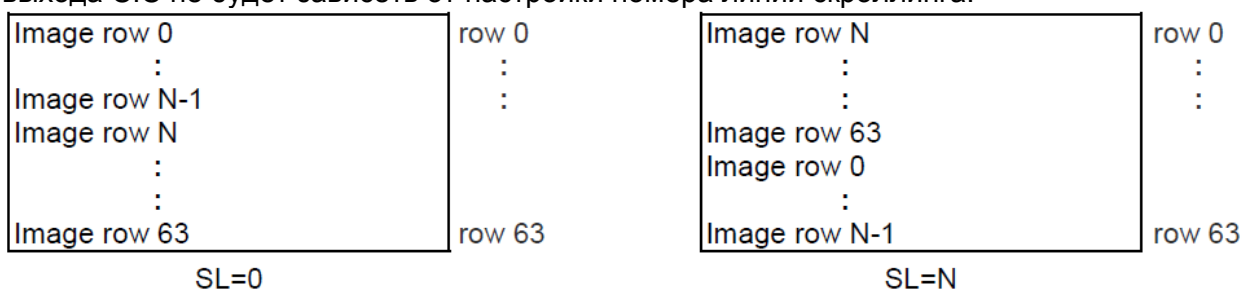 выхода CIC не будет зависеть от настройки номера линии скроллинга.
Image row 0 row 0 Image row N row 0
: : : :
Image row N-1 : : :
Image row N Image row 63
: Image row 0
: :
Image row 63 row 63 Image row N-1 row 63
SL=0 SL=N